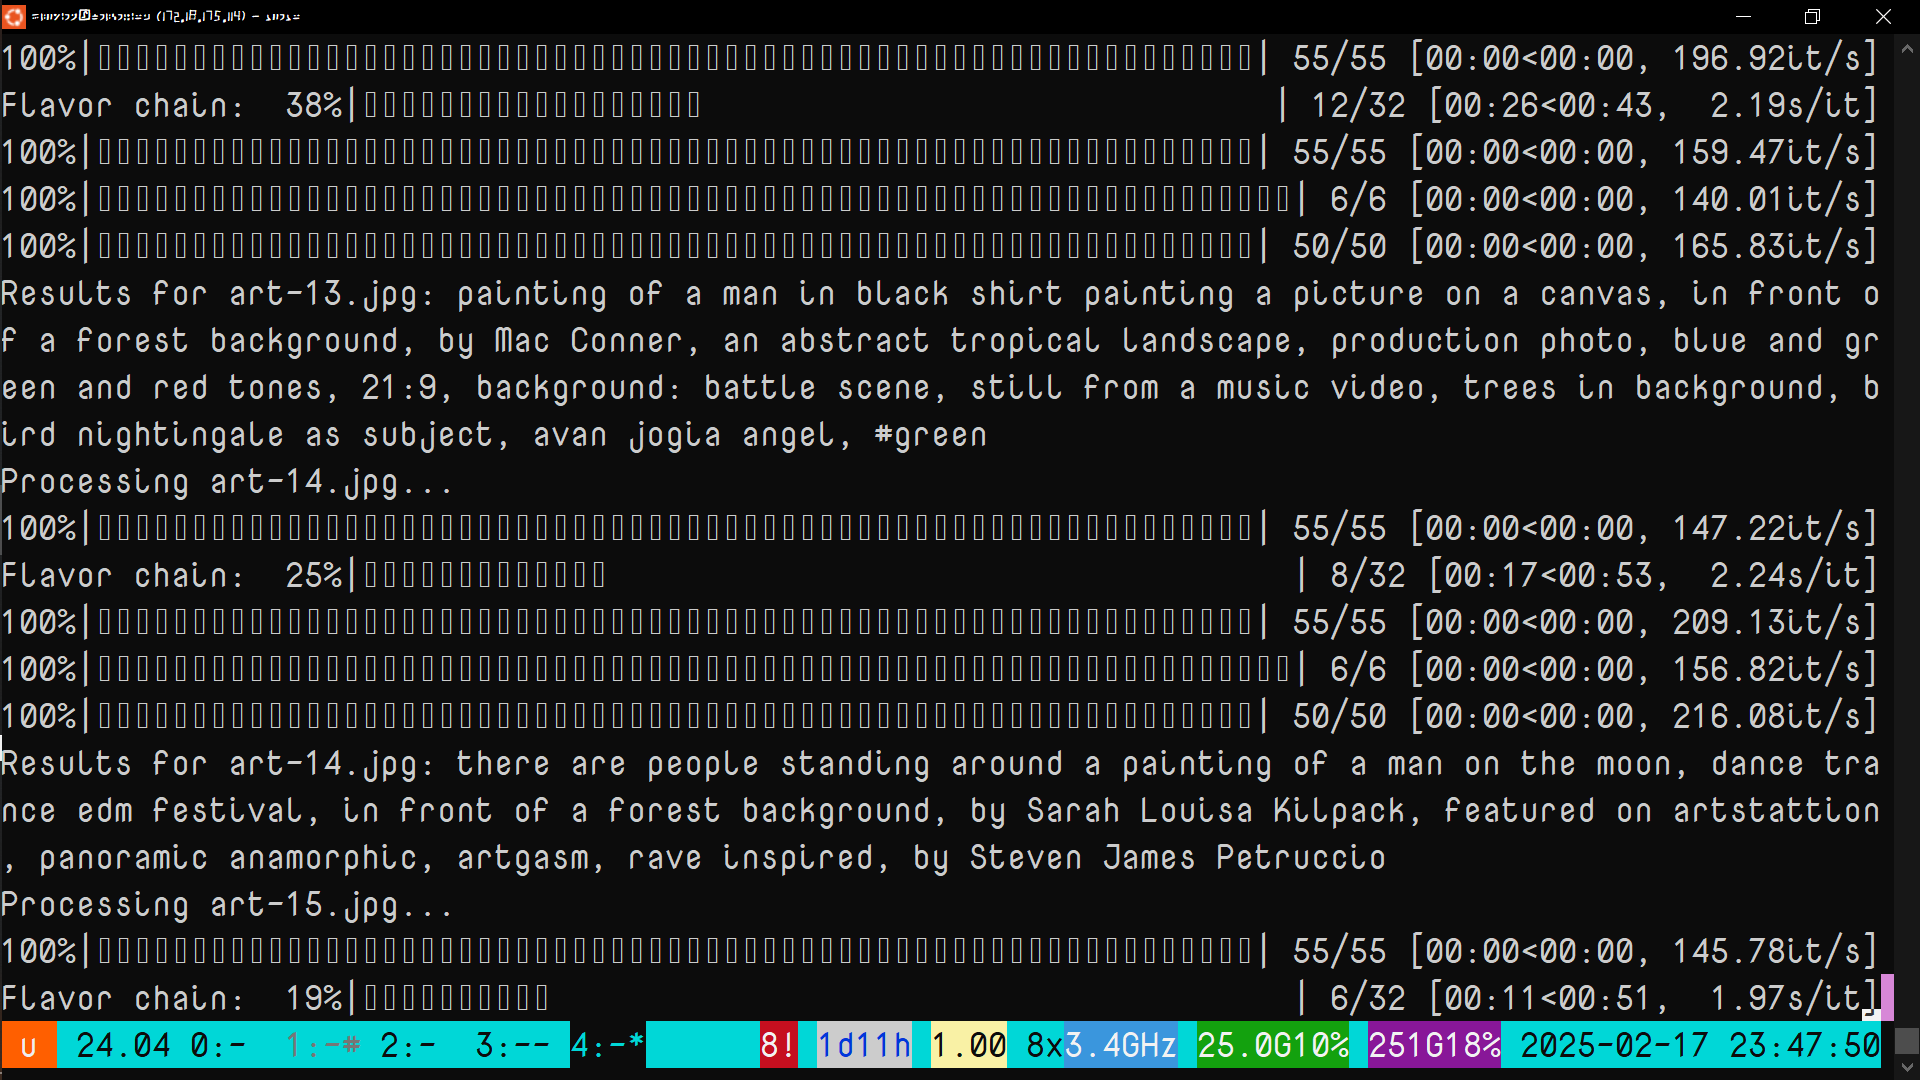 (172.18.175.114) -
100%| | 55/55 [00:00<00:00, 196.92it/s]
Flavor chain:  38%| | 12/32 [00:26<00:43,  2.19s/it]
100%| | 55/55 [00:00<00:00, 159.47it/s]
100%| | 6/6 [00:00<00:00, 140.01it/s]
100%| | 50/50 [00:00<00:00, 165.83it/s]
Results for art-13.jpg: painting of a man in black shirt painting a picture on a canvas, in front o
f a forest background, by Mac Conner, an abstract tropical landscape, production photo, blue and gr
een and red tones, 21:9, background: battle scene, still from a music video, trees in background, b
ird nightingale as subject, avan jogia angel, #green
Processing art-14.jpg...
100%| | 55/55 [00:00<00:00, 147.22it/s]
Flavor chain:  25%| | 8/32 [00:17<00:53,  2.24s/it]
100%| | 55/55 [00:00<00:00, 209.13it/s]
100%| | 6/6 [00:00<00:00, 156.82it/s]
100%| | 50/50 [00:00<00:00, 216.08it/s]
Results for art-14.jpg: there are people standing around a painting of a man on the moon, dance tra
nce edm festival, in front of a forest background, by Sarah Louisa Kilpack, featured on artstattion
, panoramic anamorphic, artgasm, rave inspired, by Steven James Petruccio
Processing art-15.jpg...
100%| | 55/55 [00:00<00:00, 145.78it/s]
Flavor chain:  19%| | 6/32 [00:11<00:51,  1.97s/it]
u 24.04 0:- 1:-# 2:- 3:-- 4:-* 8! 1d11h 1.00 8x3.4GHz 25.0G10% 251G18% 2025-02-17 23:47:50